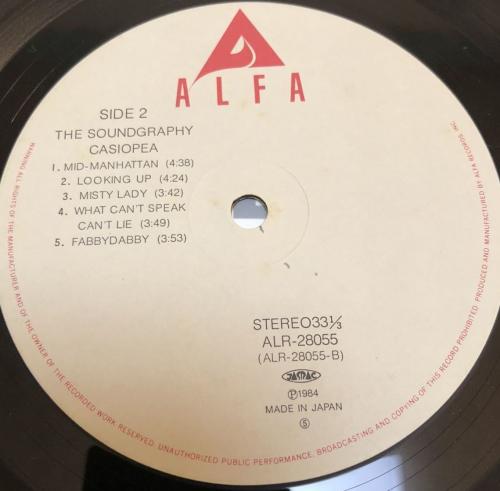 ALFA
SIDE 2
THE SOUNDGRAPHY
CASIOPEA
1. MID-MANHATTAN (4:38)
2. LOOKING UP (4:24)
3. MISTY LADY (3:42)
4. WHAT CAN'T SPEAK
CAN'T LIE (3:49)
5. FABBYDABBY (3:53)
STEREO33⅓
ALR-28055
(ALR-28055-B)
JASRAC
Ⓟ1984
MADE IN JAPAN
Ⓢ
WARNING: ALL RIGHTS OF THE MANUFACTURER AND OF THE OWNER OF THE RECORDED WORK RESERVED. UNAUTHORIZED PUBLIC PERFORMANCE, BROADCASTING AND COPYING OF THIS RECORD PROHIBITED. PRODUCED AND MANUFACTURED BY ALFA RECORDS, INC.